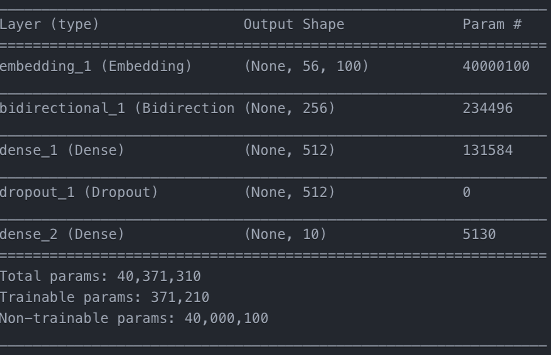 Layer (type) Output Shape Param #
=================================================================
embedding_1 (Embedding) (None, 56, 100) 40000100
bidirectional_1 (Bidirection (None, 256) 234496
dense_1 (Dense) (None, 512) 131584
dropout_1 (Dropout) (None, 512) 0
dense_2 (Dense) (None, 10) 5130
=================================================================
Total params: 40,371,310
Trainable params: 371,210
Non-trainable params: 40,000,100